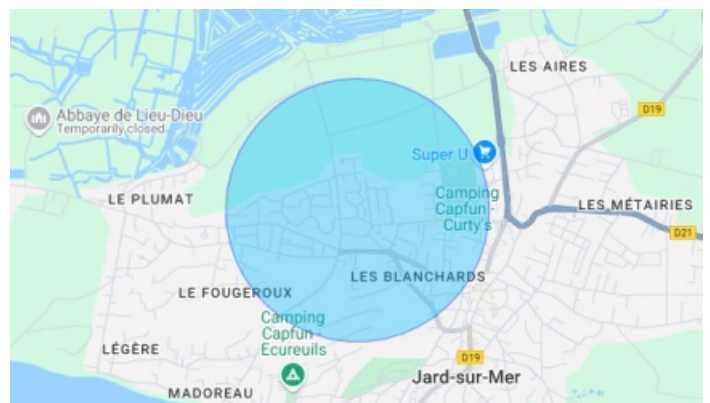 LES AIRES
D19
Abbaye de Lieu-Dieu
Temporarily closed
Super U
Camping
Capfun -
Curty's
LE PLUMAT
LES MÉTAIRIES
D21
LES BLANCHARDS
LE FOUGEROUX
Camping
Capfun -
Ecureuils
LÉGÈRE
D19
Jard-sur-Mer
MADOREAU